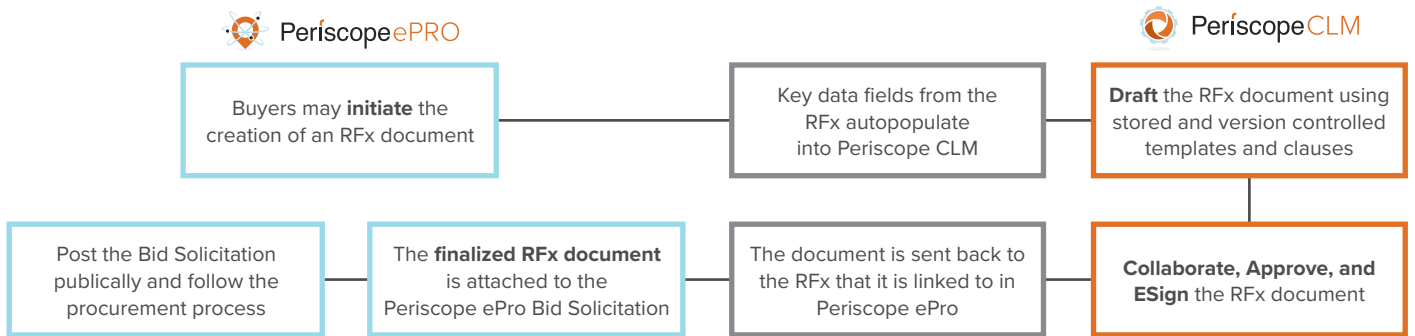 Periscope ePRO
Periscope CLM
Buyers may initiate the
creation of an RFx document
Key data fields from the
RFx autopopulate
into Periscope CLM
Draft the RFx document using
stored and version controlled
templates and clauses
Post the Bid Solicitation
publically and follow the
procurement process
The finalized RFx document
is attached to the
Periscope ePro Bid Solicitation
The document is sent back to
the RFx that it is linked to in
Periscope ePro
Collaborate, Approve, and
ESign the RFx document